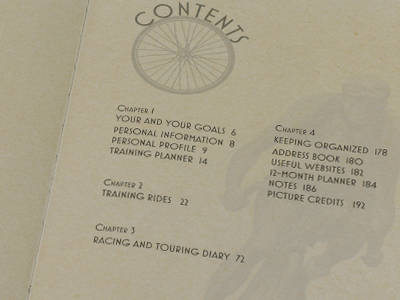 CONTENTS
CHAPTER 1
YOUR AND YOUR GOALS 6
PERSONAL INFORMATION 8
PERSONAL PROFILE 9
TRAINING PLANNER 14
CHAPTER 2
TRAINING RIDES 22
CHAPTER 3
RACING AND TOURING DIARY 72
CHAPTER 4
KEEPING ORGANIZED 178
ADDRESS BOOK 180
USEFUL WEBSITES 182
12-MONTH PLANNER 184
NOTES 186
PICTURE CREDITS 192